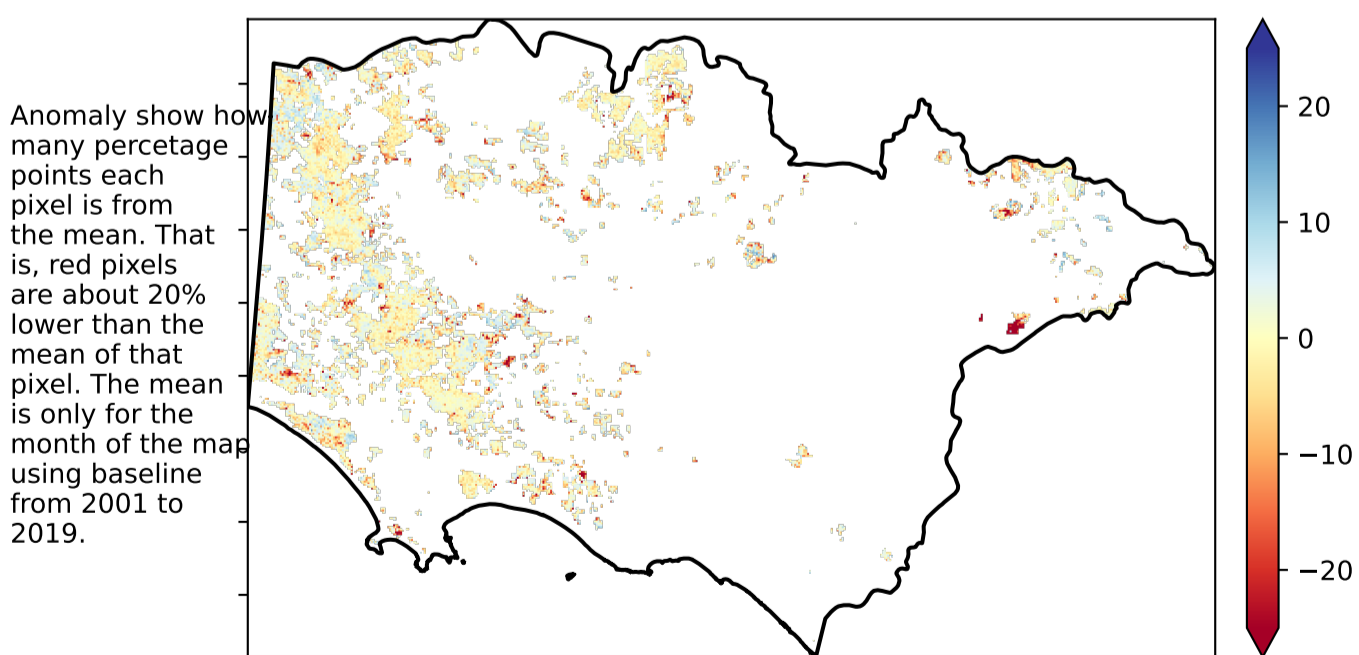 Anomaly show how
many percetage
points each
pixel is from
the mean. That
is, red pixels
are about 20%
lower than the
mean of that
pixel. The mean
is only for the
month of the map
using baseline
from 2001 to
2019.
20
10
0
−10
−20